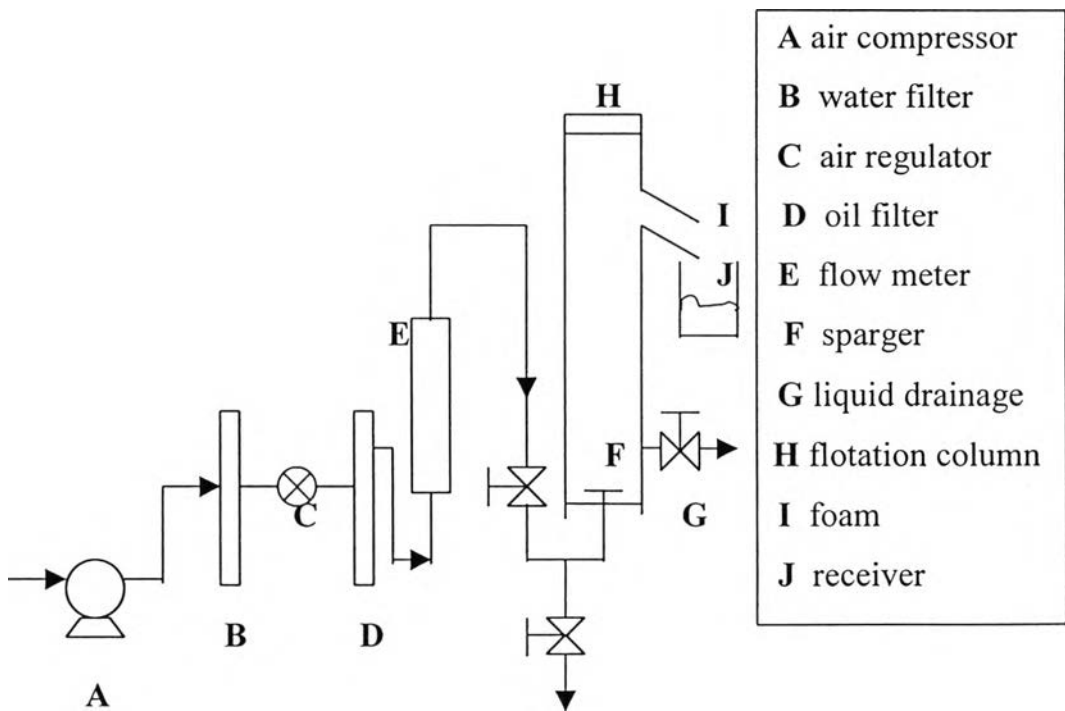 H
I
J
E
F
C
G
B
D
A
A air compressor
B water filter
C air regulator
D oil filter
E flow meter
F sparger
G liquid drainage
H flotation column
I foam
J receiver